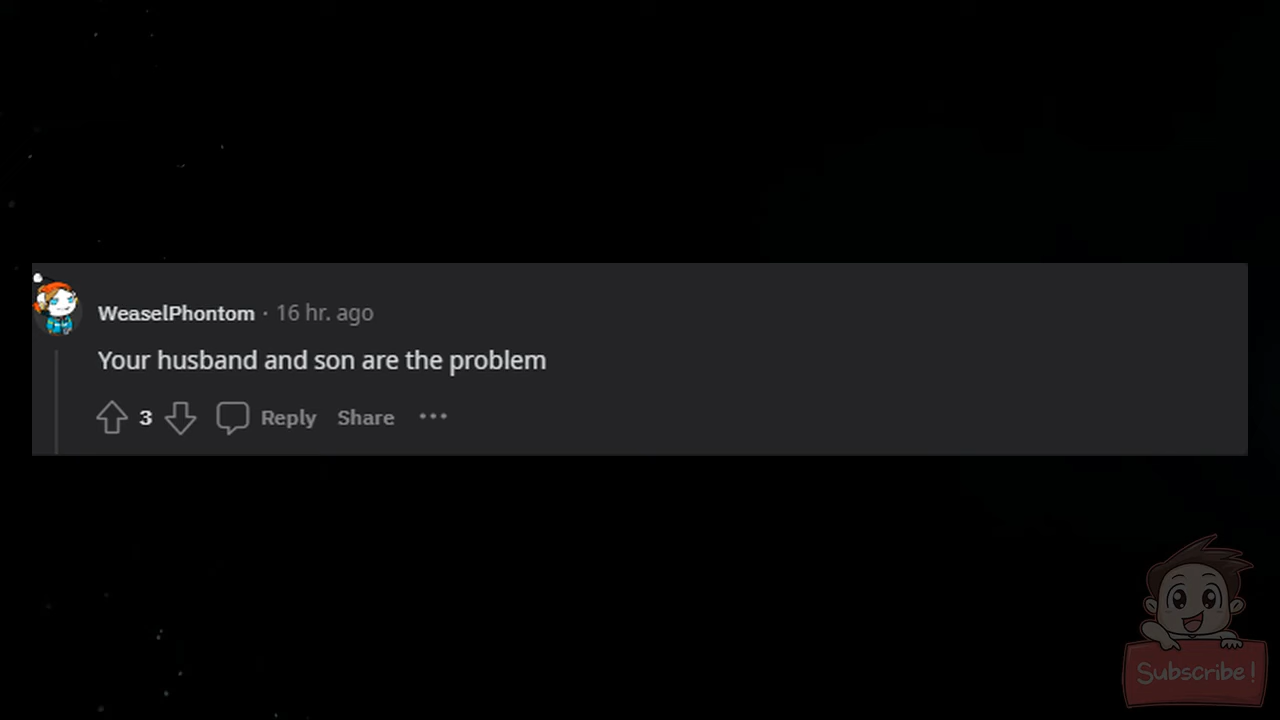 WeaselPhontom · 16 hr. ago
Your husband and son are the problem
3 Reply Share ···
Subscribe!